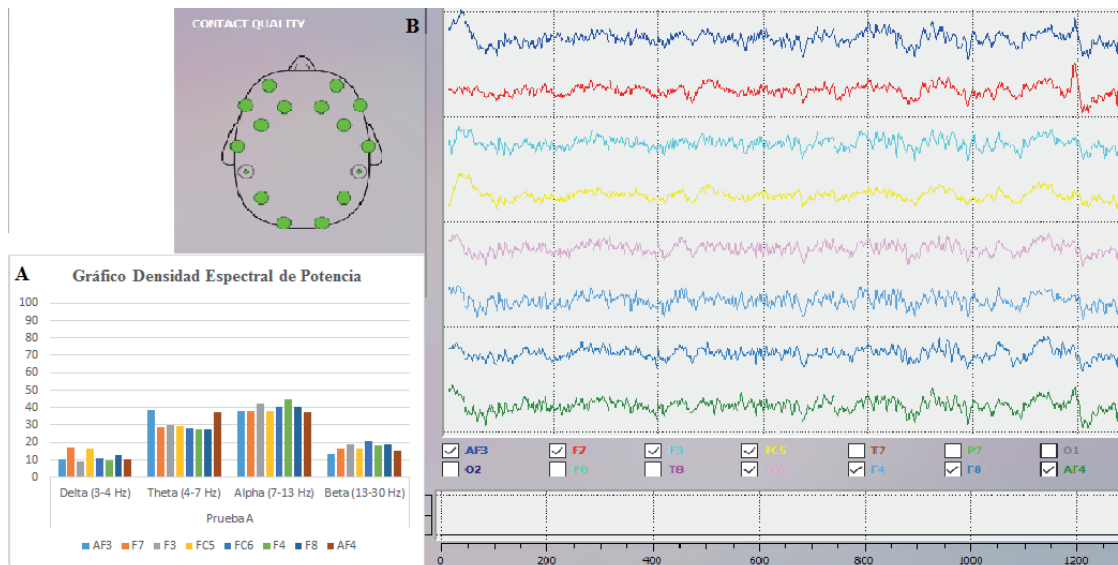 CONTACT QUALITY
B
A
Gráfico Densidad Espectral de Potencia
100
90
80
70
60
50
40
30
20
10
0
Delta (3-4 Hz) Theta (4-7 Hz) Alpha (7-13 Hz) Beta (13-30 Hz)
Prueba A
AF3 F7 F3 FC5 FC6 F4 F8 AF4
AF3 F7 F3 FC5 T7 P7 O1
O2 P8 T8 FC6 F4 F8 AF4
0 200 400 600 800 1000 1200